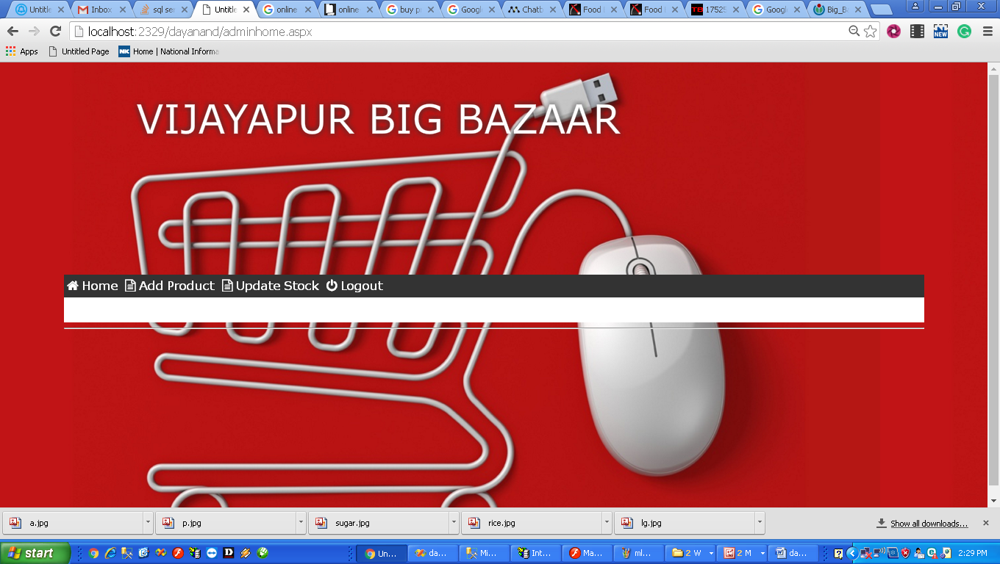 Untitle Inbox sql ser Untitle online online buy p Googl Chatb Food Food 17525 Googl Big_B
localhost:2329/dayanand/adminhome.aspx
Apps Untitled Page Home | National Informa
VIJAYAPUR BIG BAZAAR
Home Add Product Update Stock Logout
a.jpg p.jpg sugar.jpg rice.jpg lg.jpg Show all downloads...
start Un... da... Mi... Int... Ma... ml... 2 W 2 M da... 2:29 PM